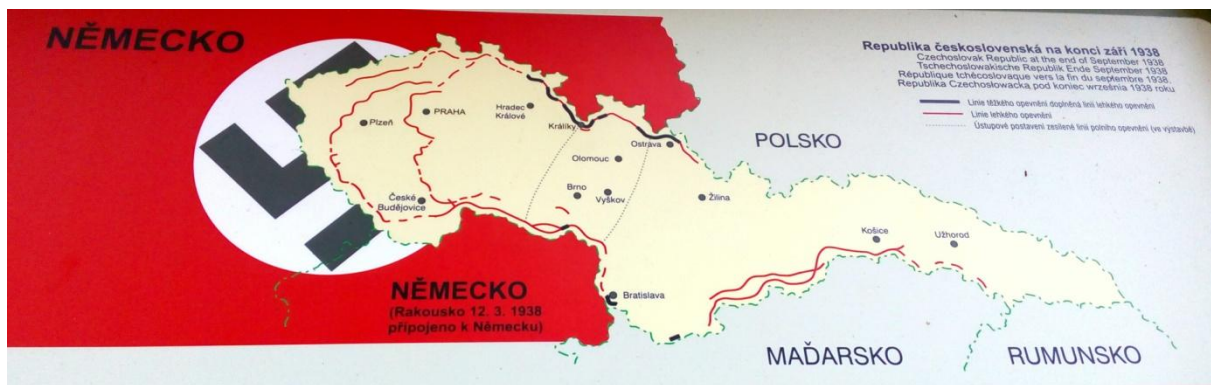 NĚMECKO
Republika československá na konci září 1938
Czechoslovak Republic at the end of September 1938
Tschechoslowakische Republik Ende September 1938
République tchécoslovaque vers la fin du septembre 1938.
Republika Czechosłowacka pod koniec września 1938 roku
Linie těžkého opevnění doplněná linií lehkého opevnění
Linie lehkého opevnění
Ústupové postavení zesílené linií polního opevnění (ve výstavbě)
POLSKO
PRAHA
Plzeň
Hradec
Králové
Králíky
Ostrava
Olomouc
Brno
Vyškov
Žilina
České
Budějovice
Košice
Užhorod
Bratislava
NĚMECKO
(Rakousko 12. 3. 1938
připojeno k Německu)
MAĎARSKO
RUMUNSKO